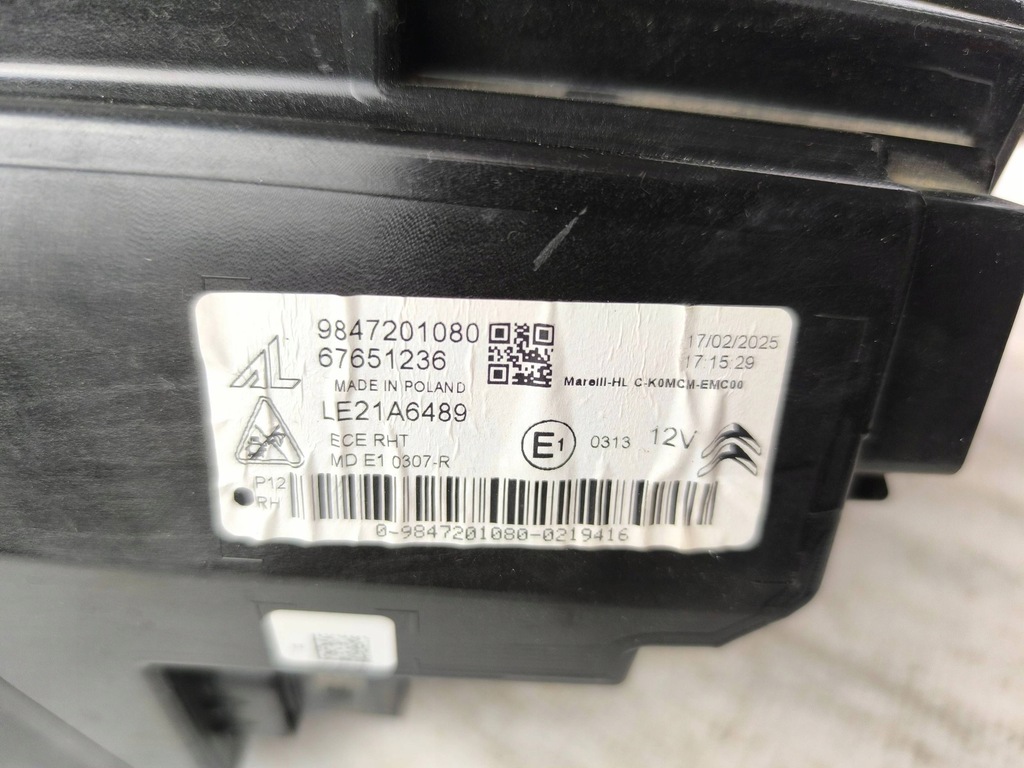 9847201080
67651236
MADE IN POLAND
LE21A6489
ECE RHT
MD E1 0307-R
17/02/2025
17:15:29
Marelli-HL C-K0MCM-EMC00
E1 0313 12V
P12
RH
0-9847201080-0219416